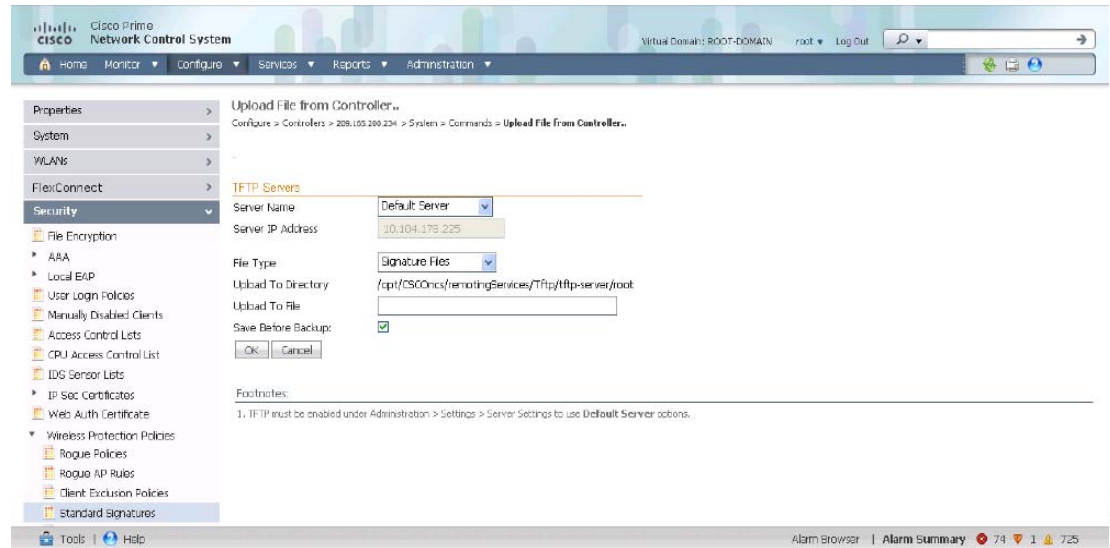 Cisco Prime
CISCO Network Control System
Virtual Domain: ROOT-DOMAIN root Log Out
Home Monitor Configure Services Reports Administration
Properties
System
WLANs
FlexConnect
Security
File Encryption
AAA
Local EAP
User Login Policies
Manually Disabled Clients
Access Control Lists
CPU Access Control List
IDS Sensor Lists
IP Sec Certificates
Web Auth Certificate
Wireless Protection Policies
Rogue Policies
Rogue AP Rules
Client Exclusion Policies
Standard Signatures
Upload File from Controller..
Configure > Controllers > 209.165.200.234 > System > Commands > Upload File from Controller..
TFTP Servers
Server Name Default Server
Server IP Address 10.104.178.225
File Type Signature Files
Upload To Directory /opt/CSCOncs/remotingServices/Tftp/tftp-server/root
Upload To File
Save Before Backup:
OK Cancel
Footnotes:
1. TFTP must be enabled under Administration > Settings > Server Settings to use Default Server options.
Tools | Help
Alarm Browser | Alarm Summary 74 1 725